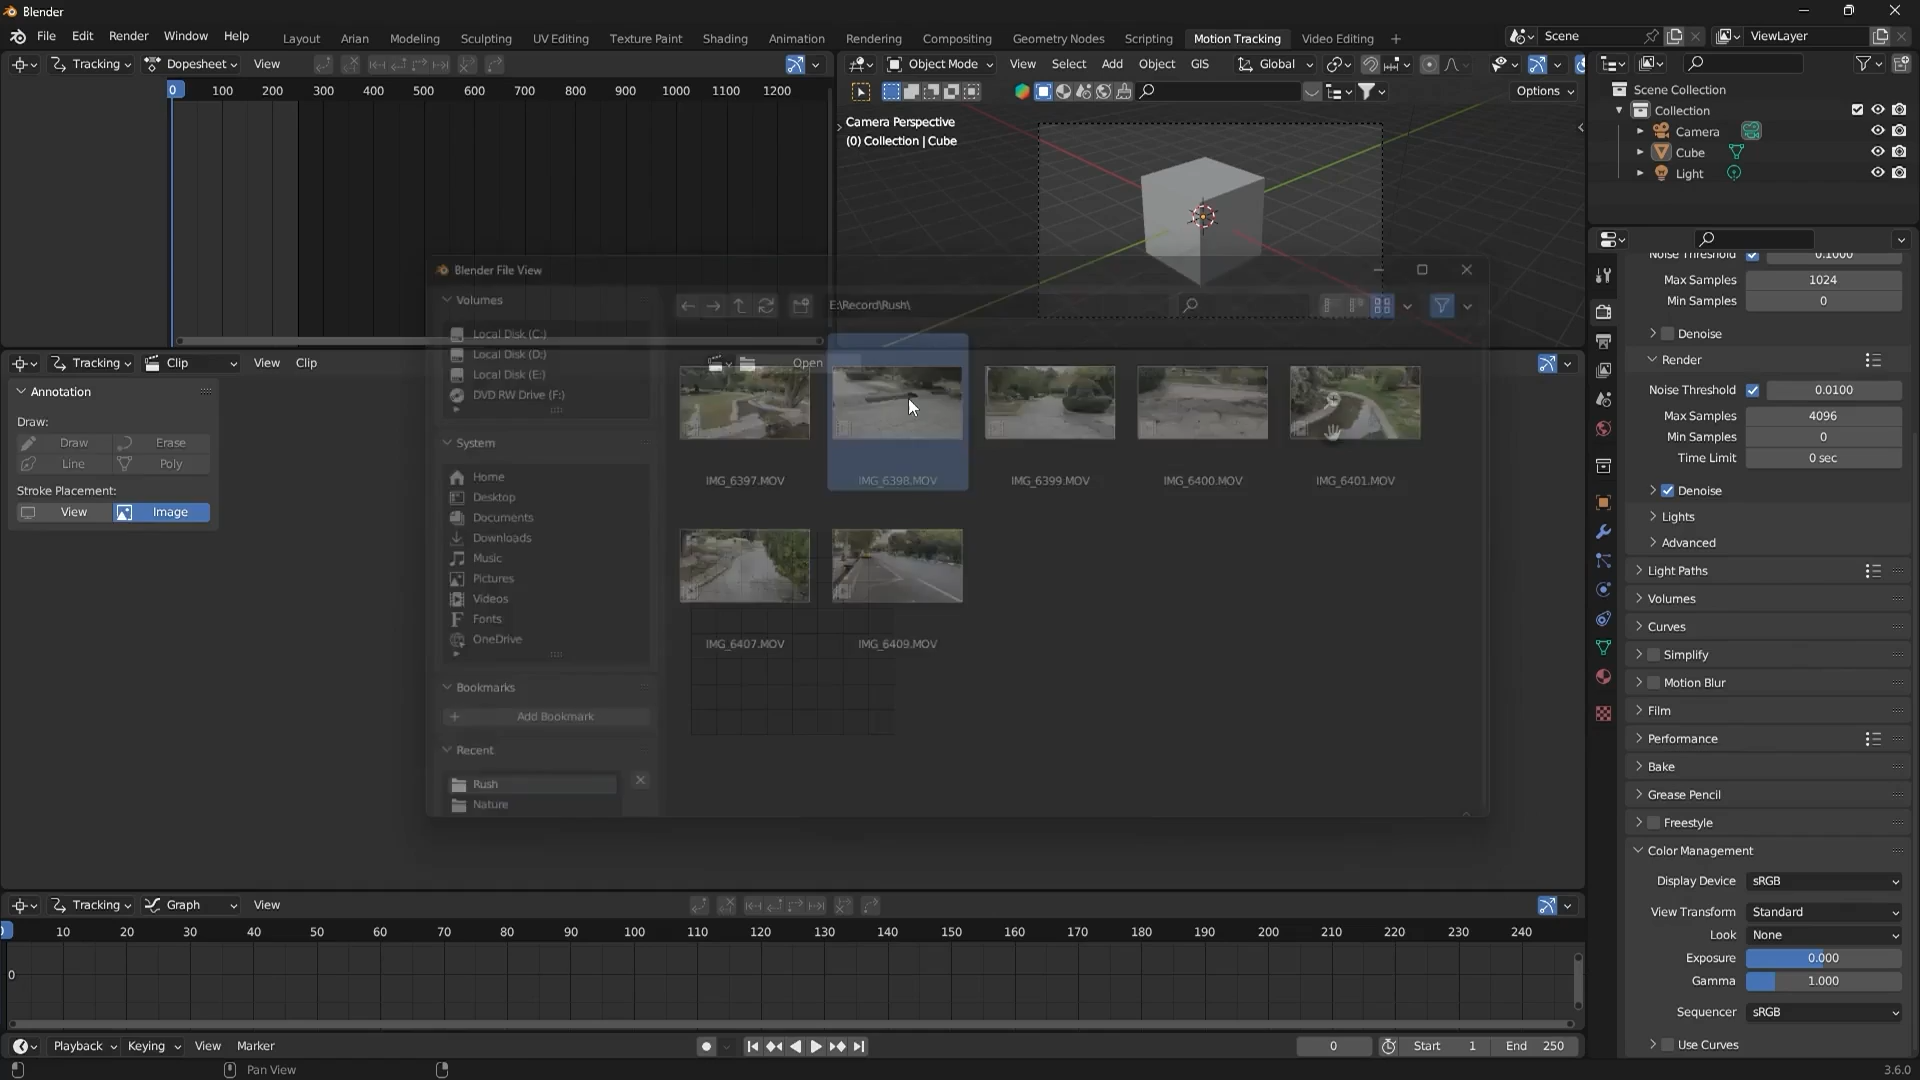 Blender
File Edit Render Window Help
Layout Arian Modeling Sculpting UV Editing Texture Paint Shading Animation Rendering Compositing Geometry Nodes Scripting Motion Tracking Video Editing +
Scene
ViewLayer
Tracking Dopesheet View
Object Mode View Select Add Object GIS Global
0 100 200 300 400 500 600 700 800 900 1000 1100 1200
Options
Camera Perspective
(0) Collection | Cube
Scene Collection
Collection
Camera
Cube
Light
Noise Threshold 0.1000
Max Samples 1024
Min Samples 0
Denoise
Render
Noise Threshold 0.0100
Max Samples 4096
Min Samples 0
Time Limit 0 sec
Denoise
Lights
Advanced
Light Paths
Volumes
Curves
Simplify
Motion Blur
Film
Performance
Bake
Grease Pencil
Freestyle
Color Management
Display Device sRGB
View Transform Standard
Look None
Exposure 0.000
Gamma 1.000
Sequencer sRGB
Use Curves
Blender File View
Volumes
E:\Record\Rush\
Local Disk (C:)
Local Disk (D:)
Local Disk (E:)
DVD RW Drive (F:)
System
Home
Desktop
Documents
Downloads
Music
Pictures
Videos
Fonts
OneDrive
Bookmarks
Add Bookmark
Recent
Rush
Nature
Open
IMG_6397.MOV IMG_6398.MOV IMG_6399.MOV IMG_6400.MOV IMG_6401.MOV
IMG_6407.MOV IMG_6409.MOV
Tracking Clip View Clip
Annotation
Draw:
Draw Erase
Line Poly
Stroke Placement:
View Image
Tracking Graph View
10 20 30 40 50 60 70 80 90 100 110 120 130 140 150 160 170 180 190 200 210 220 230 240
0
Playback Keying View Marker
0 Start 1 End 250
Pan View
3.6.0